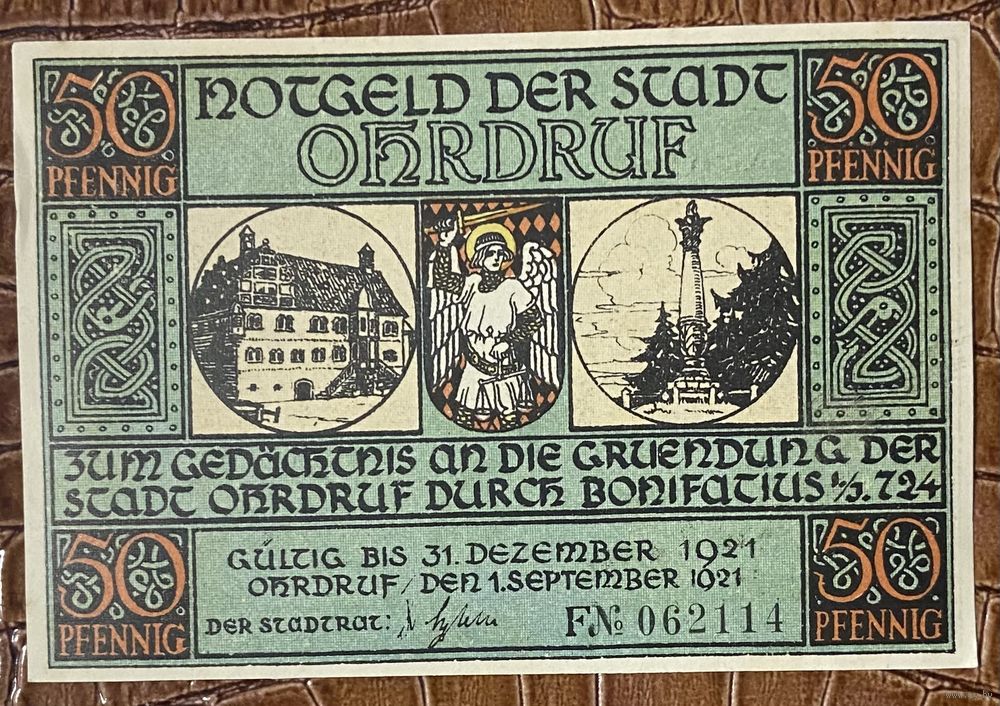 50 PFENNIG
NOTGELD DER STADT
OHRDRUF
50 PFENNIG
ZUM GEDÄCHTNIS AN DIE GRUENDUNG DER
STADT OHRDRUF DURCH BONIFATIUS i/J. 724
50 PFENNIG
GÜLTIG BIS 31. DEZEMBER 1921
OHRDRUF, DEN 1. SEPTEMBER 1921
DER STADTRAT:
F№ 062114
50 PFENNIG